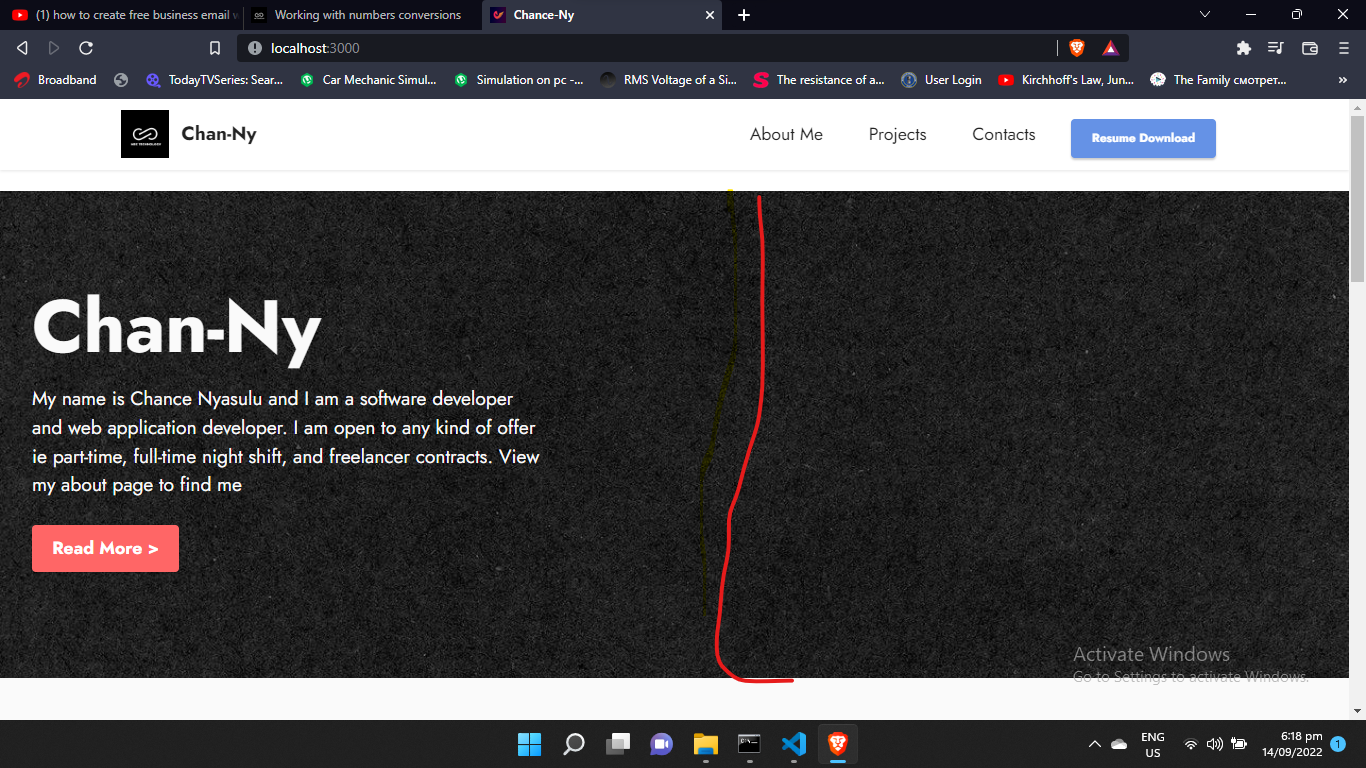 (1) how to create free business email
Working with numbers conversions
Chance-Ny
localhost:3000
Broadband
TodayTVSeries: Sear...
Car Mechanic Simul...
Simulation on pc -...
RMS Voltage of a Si...
The resistance of a...
User Login
Kirchhoff's Law, Jun...
The Family смотрет...
Chan-Ny
About Me
Projects
Contacts
Resume Download
Chan-Ny
My name is Chance Nyasulu and I am a software developer
and web application developer. I am open to any kind of offer
ie part-time, full-time night shift, and freelancer contracts. View
my about page to find me
Read More >
Activate Windows
Go to Settings to activate Windows.
ENG
US
6:18 pm
14/09/2022
1